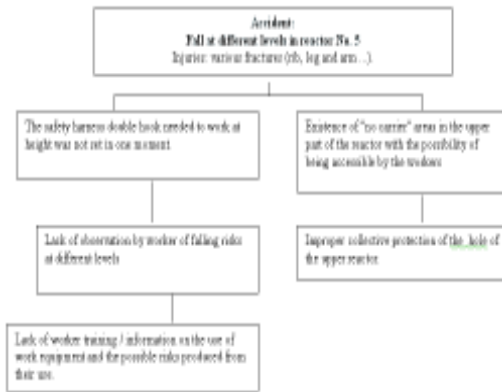 Accident:
Fall at different levels in reactor No. 5
Injuries: various fractures (rib, leg and arm...).
The safety harness double hook needed to work at
height was not set in one moment
Existence of "no carrier" areas in the upper
part of the reactor with the possibility of
being accessible by the workers
Lack of observation by worker of falling risks
at different levels
Improper collective protection of the hole of
the upper reactor.
Lack of worker training / information on the use of
work equipment and the possible risks produced from
their use.